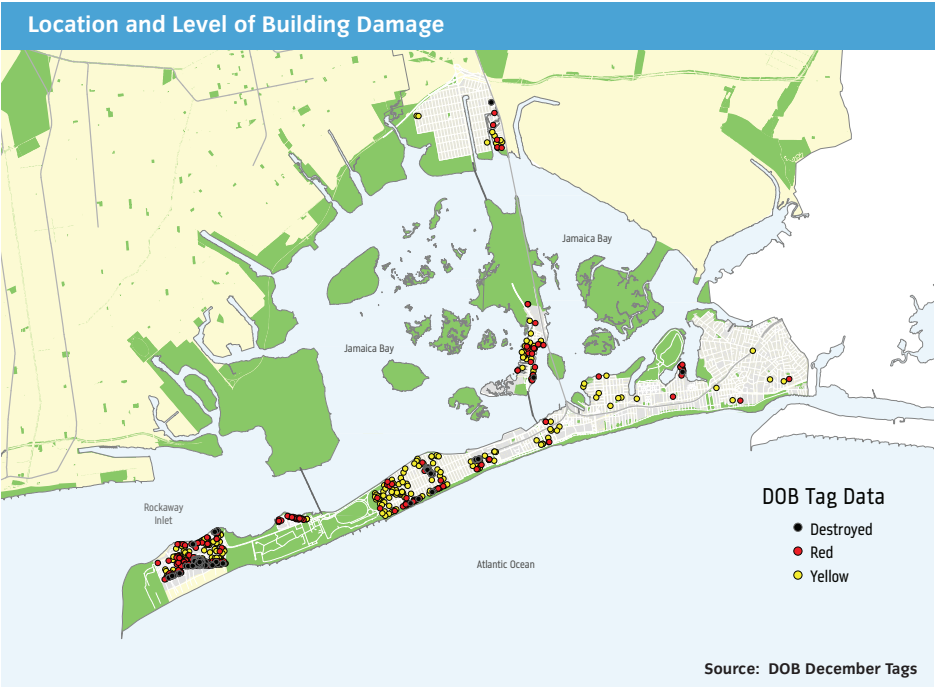 Location and Level of Building Damage
Jamaica Bay
Jamaica Bay
Rockaway
Inlet
Atlantic Ocean
DOB Tag Data
Destroyed
Red
Yellow
Source: DOB December Tags